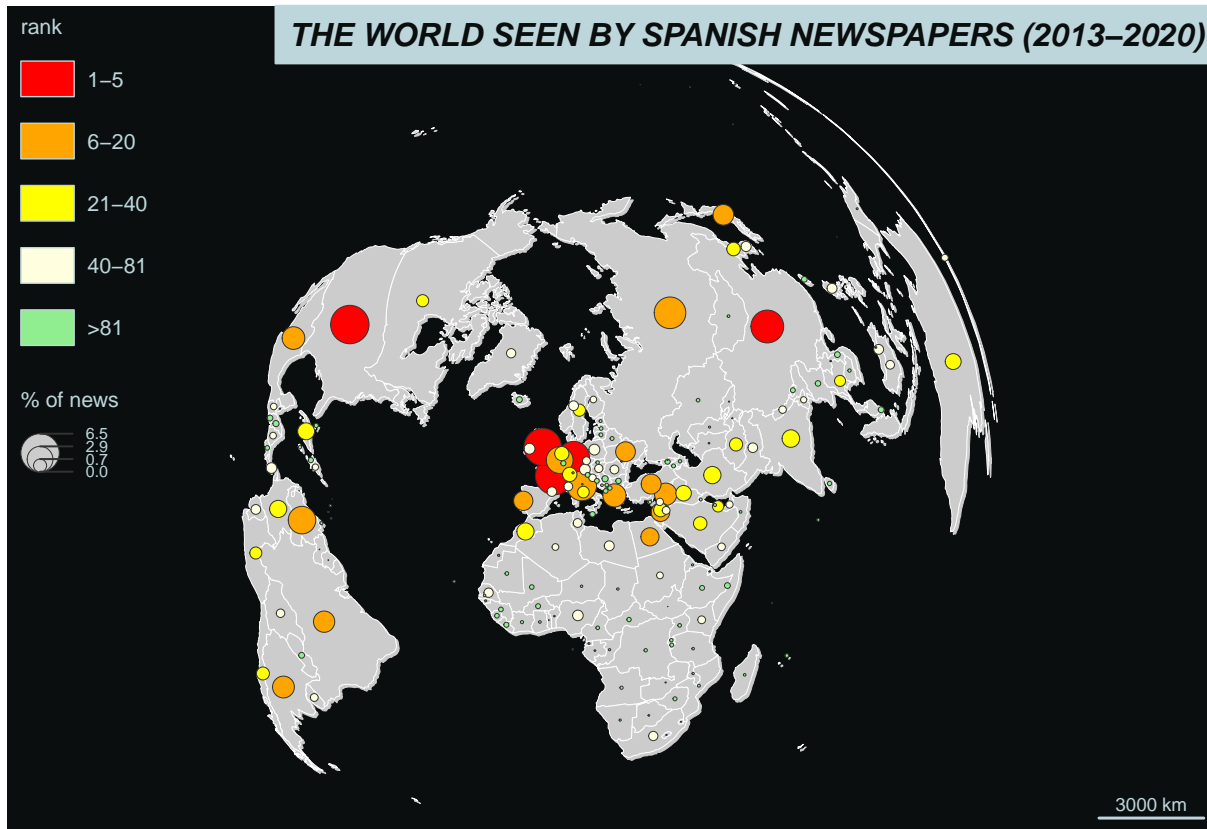 THE WORLD SEEN BY SPANISH NEWSPAPERS (2013–2020)
rank
1–5
6–20
21–40
40–81
>81
% of news
6.5
2.9
0.7
0.0
3000 km